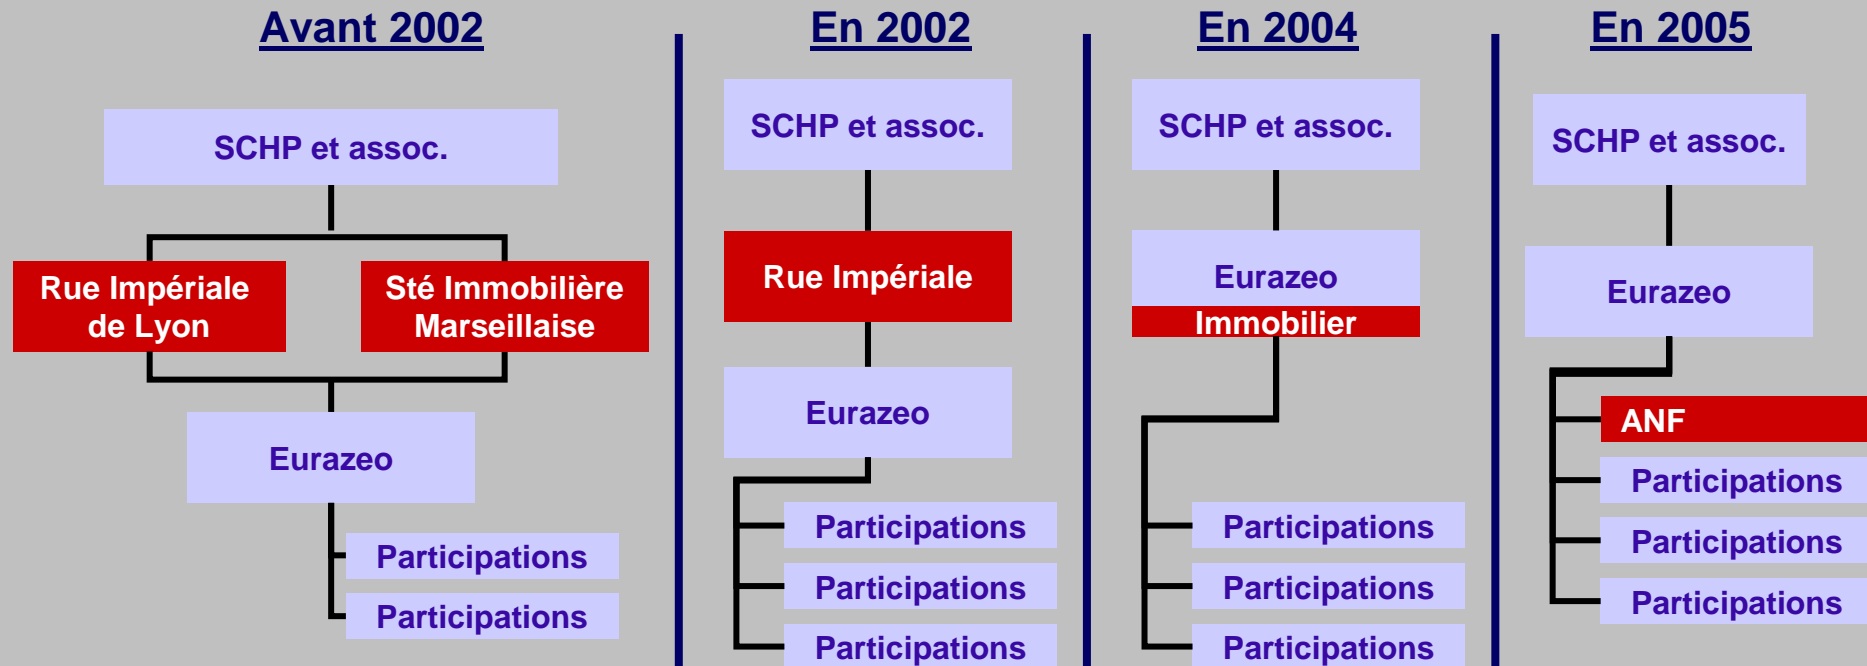 Avant 2002
SCHP et assoc.
Rue Impériale
de Lyon
Sté Immobilière
Marseillaise
Eurazeo
Participations
Participations
En 2002
SCHP et assoc.
Rue Impériale
Eurazeo
Participations
Participations
Participations
En 2004
SCHP et assoc.
Eurazeo
Immobilier
Participations
Participations
Participations
En 2005
SCHP et assoc.
Eurazeo
ANF
Participations
Participations
Participations